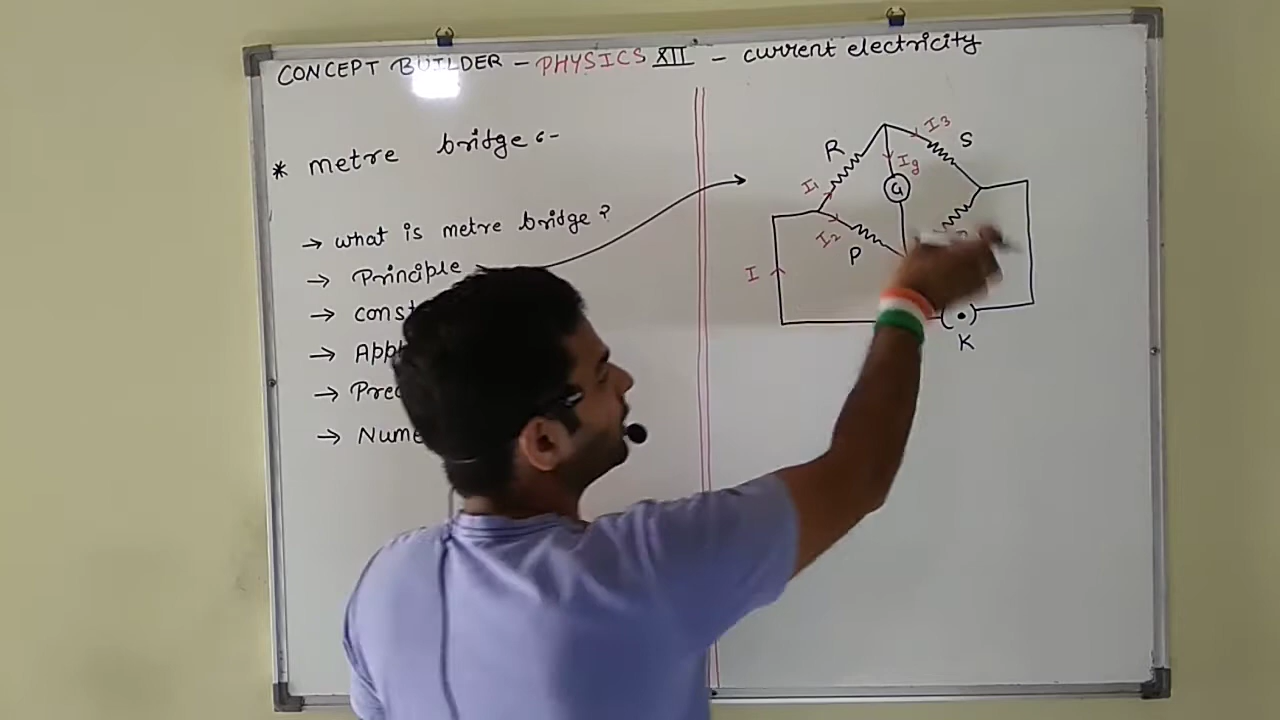 CONCEPT BUILDER - PHYSICS XII - current electricity
* metre bridge :-
→ what is metre bridge ?
→ Principle
→ const
→ App
→ Prec
→ Nume
R
I3
S
Ig
G
I1
I2
P
I
K